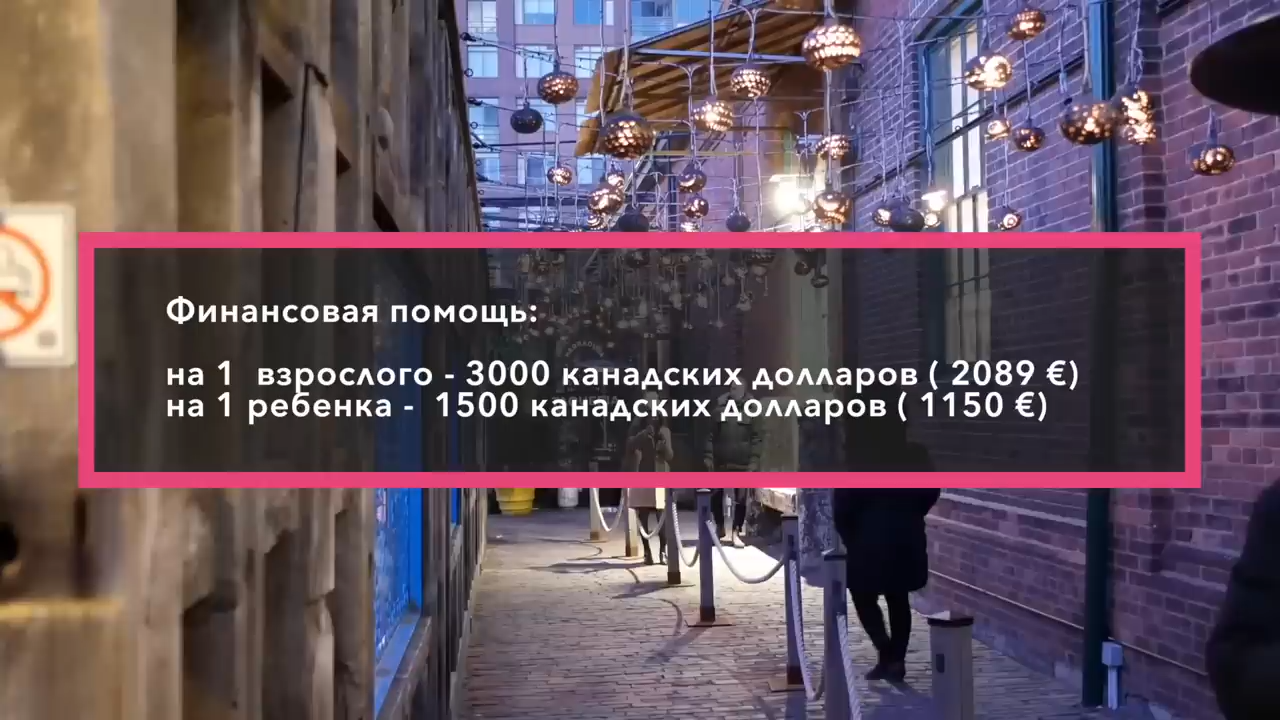 Финансовая помощь:
на 1 взрослого - 3000 канадских долларов ( 2089 €)
на 1 ребенка - 1500 канадских долларов ( 1150 €)